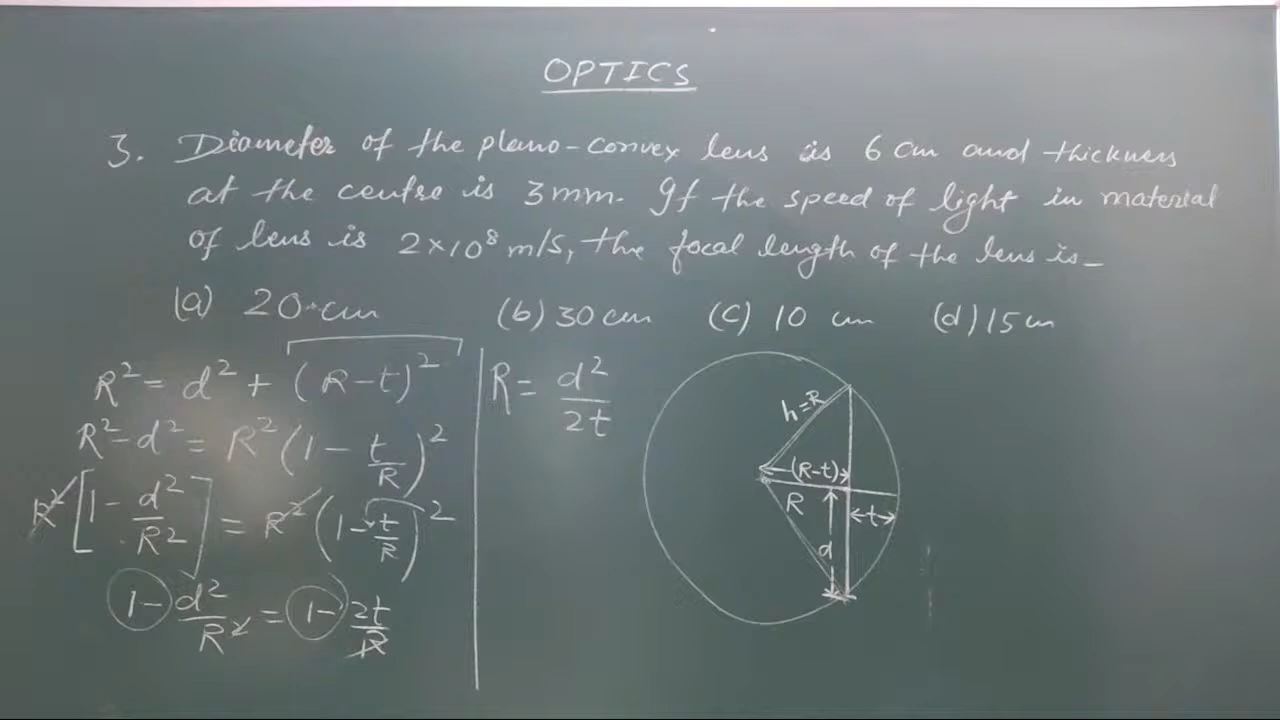 OPTICS
3. Diameter of the plano-convex lens is 6 cm and thickness
at the centre is 3 mm. If the speed of light in material
of lens is 2×10⁸ m/s, the focal length of the lens is_
(a) 20 cm (b) 30 cm (c) 10 cm (d) 15 cm
R² = d² + (R-t)²
R²-d² = R²(1 - t/R)²
R²[1 - d²/R²] = R²(1 - t/R)²
1 - d²/R² = 1 - 2t/R
R = d²/2t
h=R
(R-t)
R
t
d